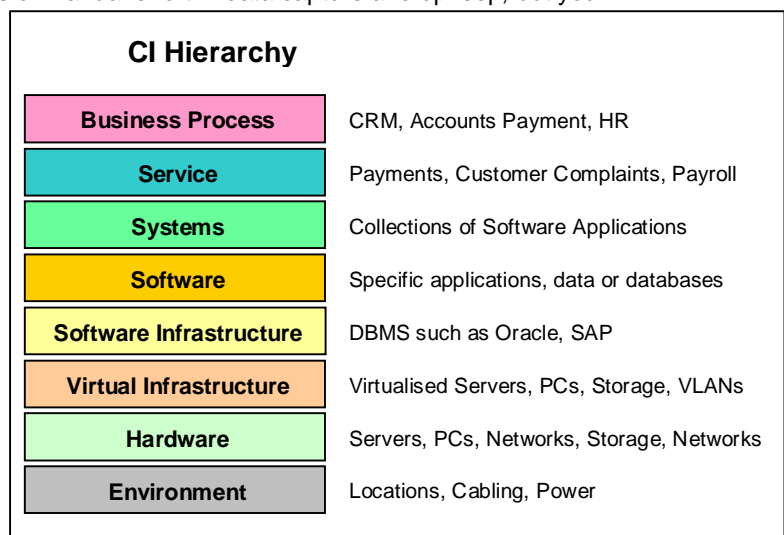 CI Hierarchy
Business Process CRM, Accounts Payment, HR
Service Payments, Customer Complaints, Payroll
Systems Collections of Software Applications
Software Specific applications, data or databases
Software Infrastructure DBMS such as Oracle, SAP
Virtual Infrastructure Virtualised Servers, PCs, Storage, VLANs
Hardware Servers, PCs, Networks, Storage, Networks
Environment Locations, Cabling, Power